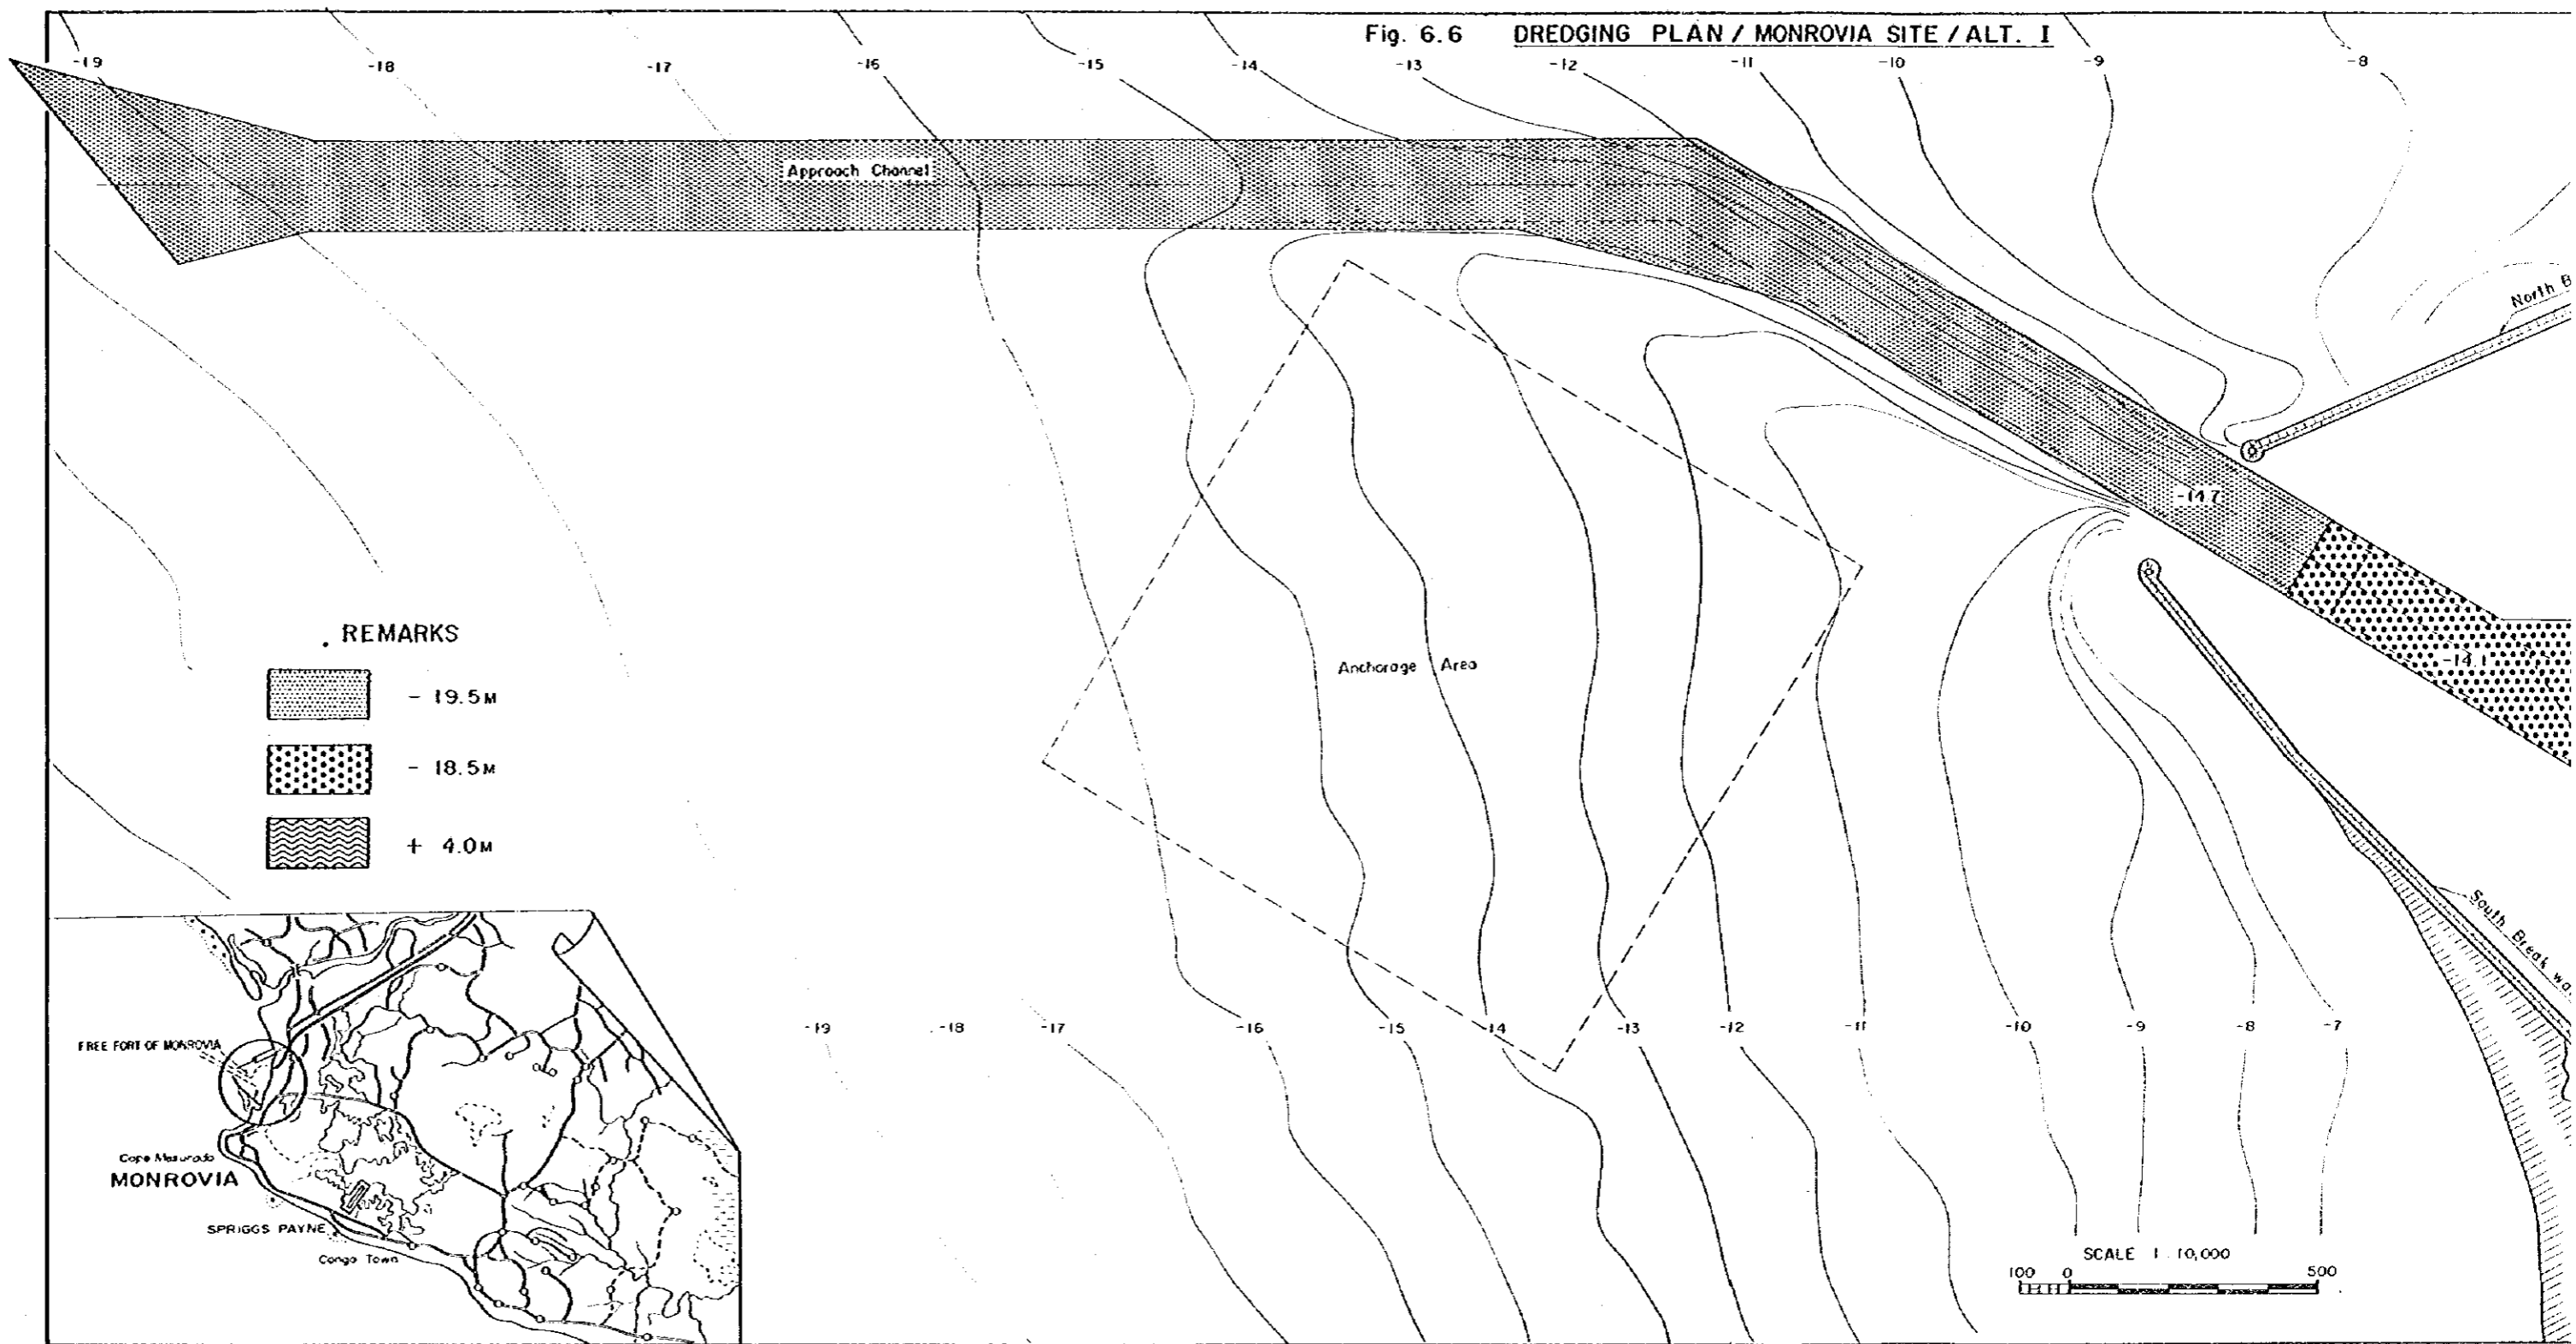 Fig. 6.6 DREDGING PLAN / MONROVIA SITE / ALT. I
-19 -18 -17 -16 -15 -14 -13 -12 -11 -10 -9 -8
Approach Channel
North B
-14.7
-14.1
Anchorage Area
REMARKS
- 19.5M
- 18.5M
+ 4.0M
South Break wa
-19 -18 -17 -16 -15 -14 -13 -12 -11 -10 -9 -8 -7
FREE FORT OF MONROVIA
Cape Mesurado
MONROVIA
SPRIGGS PAYNE
Congo Town
SCALE 1 : 10,000
100 0 500